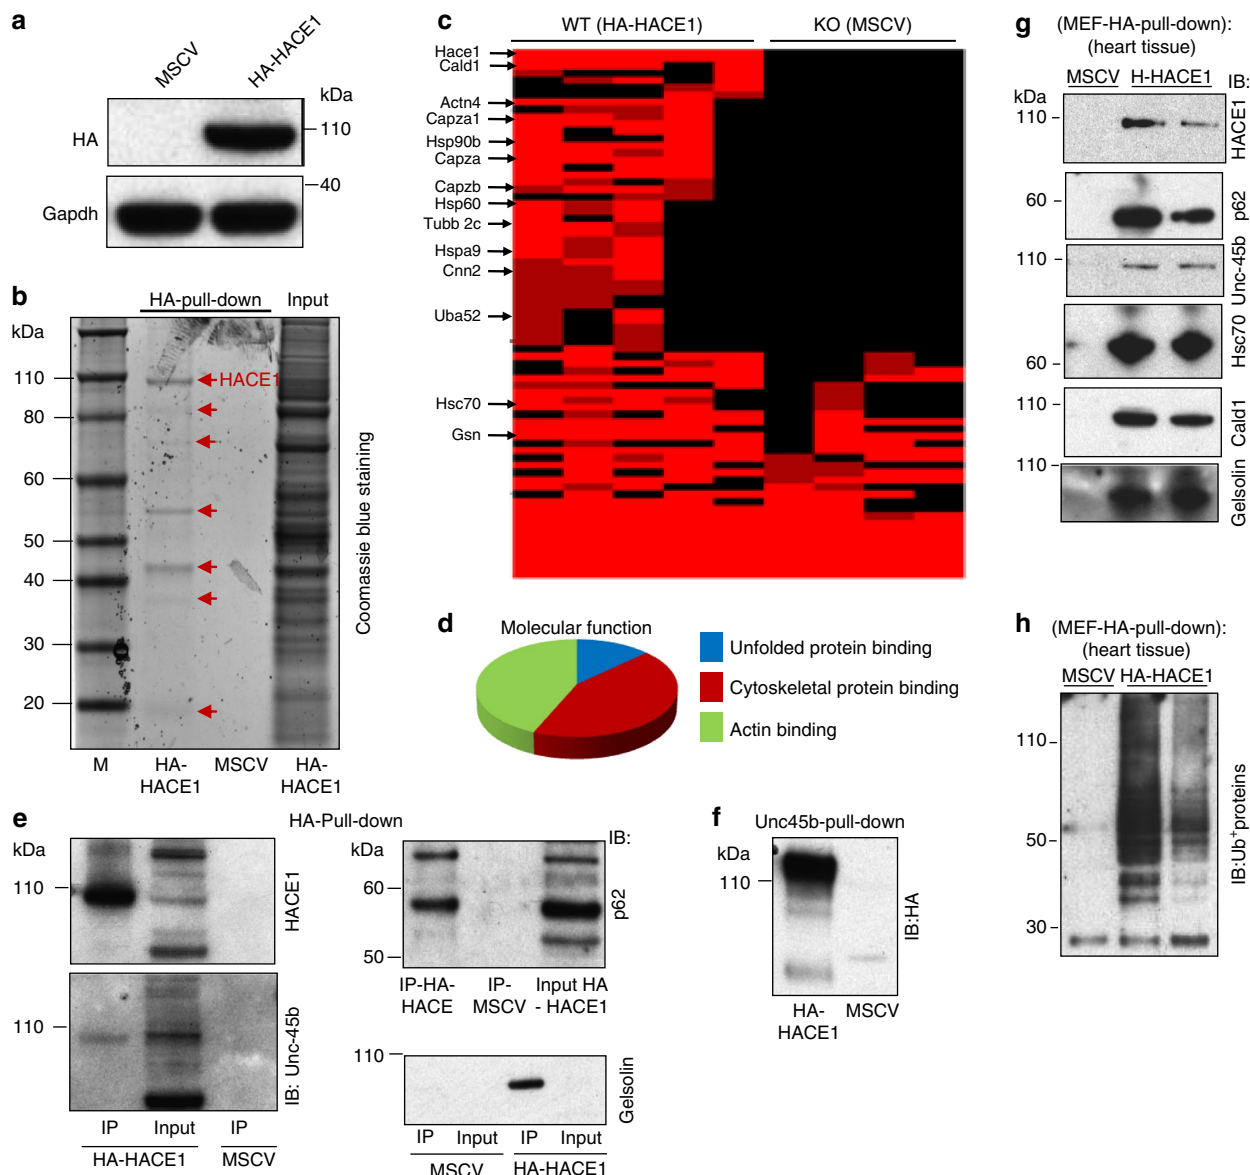 a
MSCV
HA-HACE1
kDa
HA
110
40
Gapdh
b
HA-pull-down
Input
kDa
110
HACE1
80
60
50
40
30
20
Coomassie blue staining
M
HA-
HACE1
MSCV
HA-
HACE1
c
WT (HA-HACE1)
KO (MSCV)
Hace1
Cald1
Actn4
Capza1
Hsp90b
Capza
Capzb
Hsp60
Tubb 2c
Hspa9
Cnn2
Uba52
Hsc70
Gsn
d
Molecular function
Unfolded protein binding
Cytoskeletal protein binding
Actin binding
e
HA-Pull-down
kDa
110
HACE1
110
IB: Unc-45b
IP
Input
IP
HA-HACE1
MSCV
kDa
IB:
60
p62
50
IP-HA-
HACE
IP-
MSCV
Input HA
- HACE1
110
Gelsolin
IP
Input
IP
Input
MSCV
HA-HACE1
f
Unc45b-pull-down
kDa
110
IB:HA
HA-
HACE1
MSCV
g
(MEF-HA-pull-down):
(heart tissue)
MSCV
H-HACE1
IB:
kDa
110
HACE1
60
p62
110
Unc-45b
60
Hsc70
110
Cald1
110
Gelsolin
h
(MEF-HA-pull-down):
(heart tissue)
MSCV
HA-HACE1
110
50
30
IB:Ub+proteins